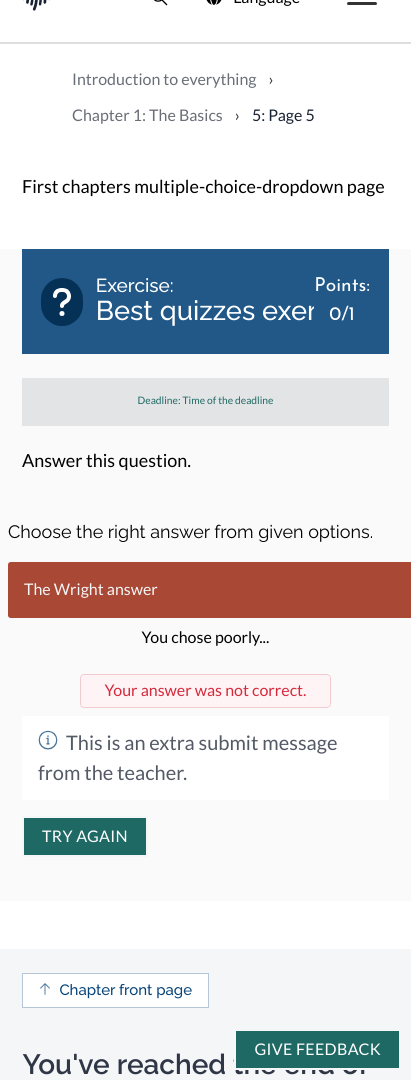 Language
Introduction to everything ›
Chapter 1: The Basics › 5: Page 5
First chapters multiple-choice-dropdown page
?
Exercise:
Best quizzes exer
Points:
0/1
Deadline: Time of the deadline
Answer this question.
Choose the right answer from given options.
The Wright answer
You chose poorly...
Your answer was not correct.
This is an extra submit message
from the teacher.
TRY AGAIN
↑ Chapter front page
GIVE FEEDBACK
You've reached the end of